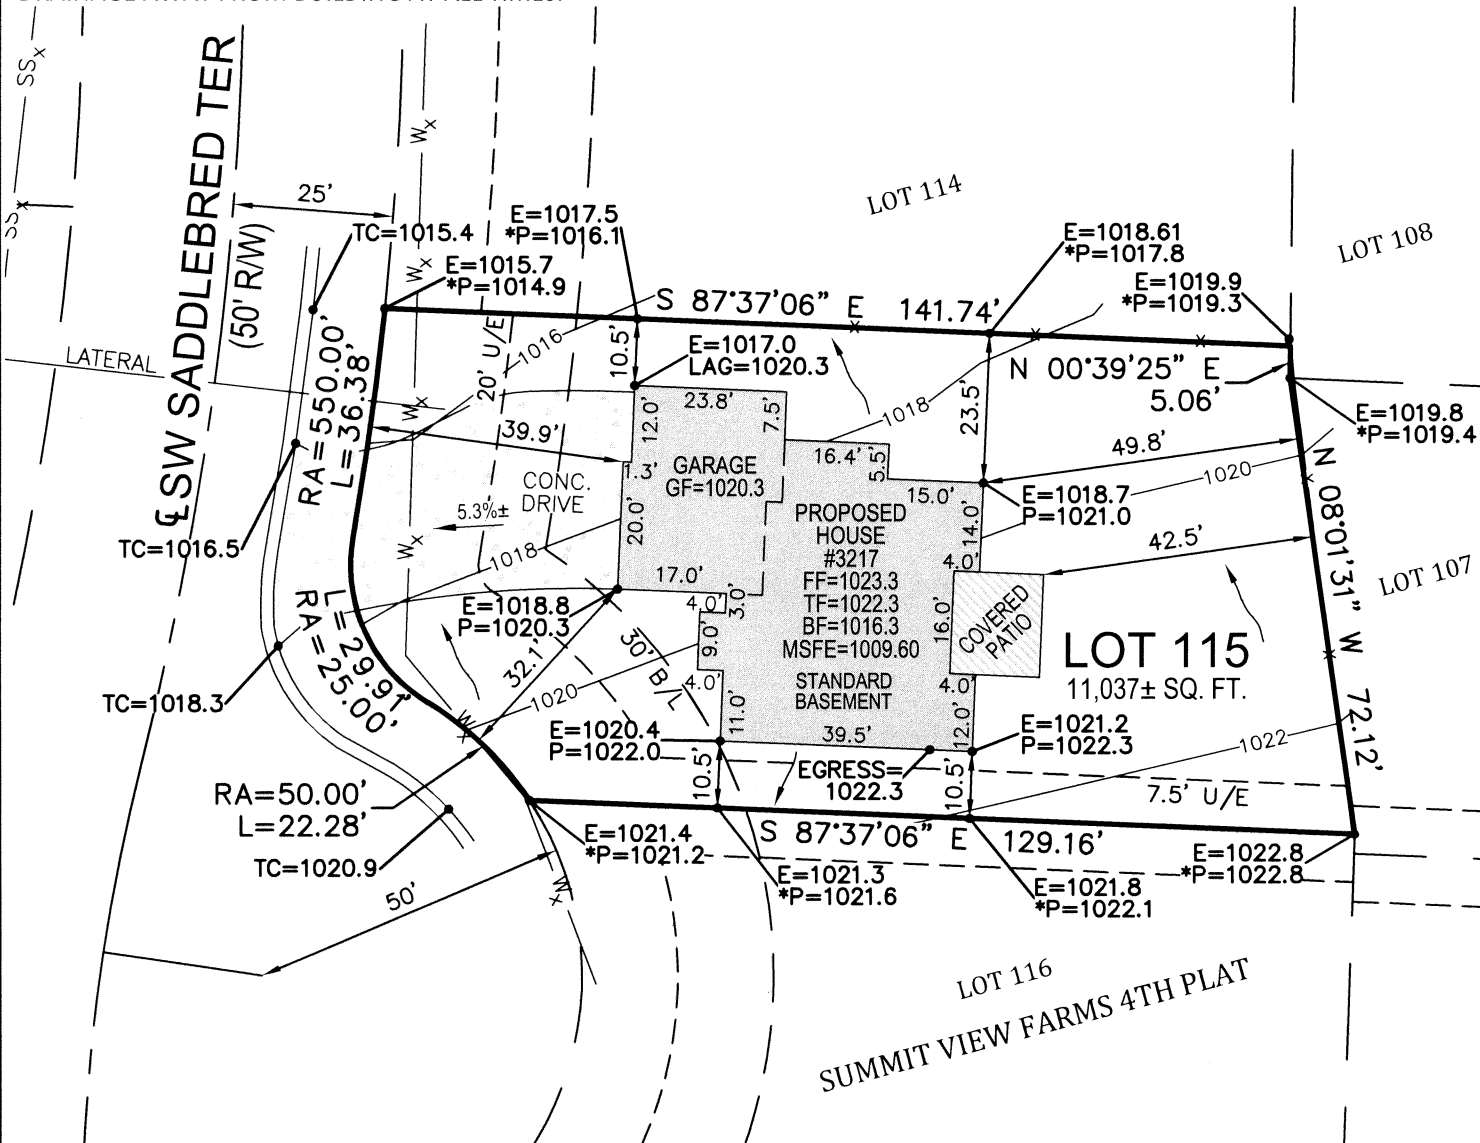 SSx
SSx
℄ SW SADDLEBRED TER
(50' R/W)
25'
TC=1015.4
Wx
Wx
E=1017.5
*P=1016.1
E=1015.7
*P=1014.9
LOT 114
E=1018.61
*P=1017.8
LOT 108
E=1019.9
*P=1019.3
S 87°37'06" E 141.74'
N 00°39'25" E
5.06'
E=1019.8
*P=1019.4
LATERAL
RA=550.00'
L=36.38'
20' U/E
1016
10.5'
E=1017.0
LAG=1020.3
Wx
39.9'
23.8'
12.0'
7.5'
1.3'
GARAGE
GF=1020.3
20.0'
16.4'
5.5'
15.0'
1018
23.5'
49.8'
1020
E=1018.7
P=1021.0
N 08°01'31" W 72.12'
CONC.
DRIVE
5.3%±
Wx
1018
TC=1016.5
PROPOSED
HOUSE
#3217
FF=1023.3
TF=1022.3
BF=1016.3
MSFE=1009.60
STANDARD
BASEMENT
14.0'
4.0'
42.5'
LOT 107
17.0'
4.0'
3.0'
9.0'
4.0'
11.0'
16.0'
COVERED
PATIO
4.0'
12.0'
39.5'
LOT 115
11,037± SQ. FT.
E=1018.8
P=1020.3
L=29.91'
RA=25.00'
32.1'
30' B/L
1020
TC=1018.3
Wx
E=1020.4
P=1022.0
E=1021.2
P=1022.3
1022
EGRESS=
1022.3
10.5'
10.5'
7.5' U/E
RA=50.00'
L=22.28'
TC=1020.9
S 87°37'06" E 129.16'
E=1021.4
*P=1021.2
E=1021.3
*P=1021.6
E=1021.8
*P=1022.1
E=1022.8
*P=1022.8
50'
Wx
LOT 116
SUMMIT VIEW FARMS 4TH PLAT